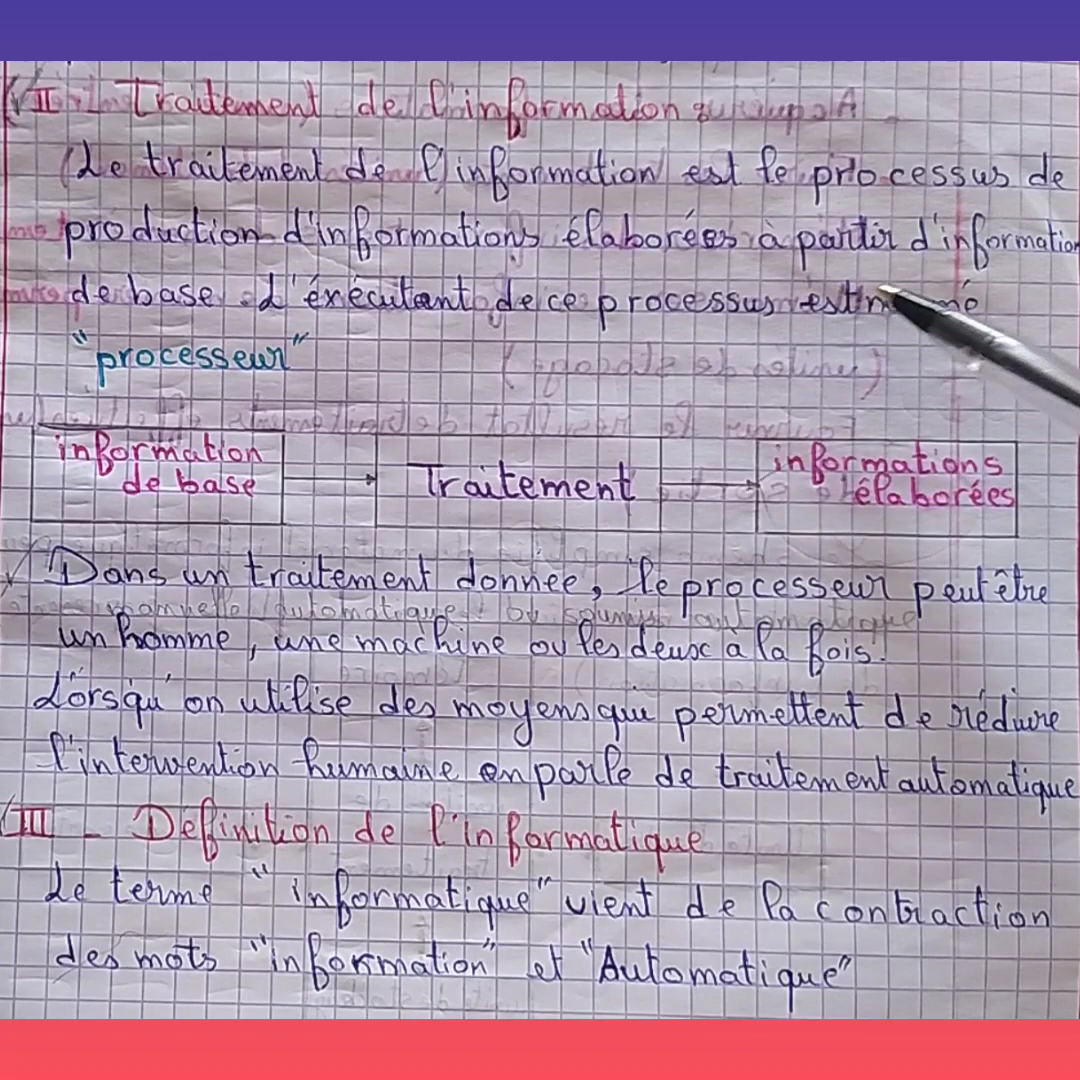 II - Traitement de l'information
Le traitement de l'information est le processus de
production d'informations élaborées à partir d'information
de base. L'exécutant de ce processus est
"processeur"
information
de base
Traitement
informations
élaborées
Dans un traitement donnée, le processeur peut être
un homme, une machine ou les deux a la fois.
Lorsqu'on utilise des moyens qui permettent de réduire
l'intervention humaine on parle de traitement automatique
III - Definition de l'informatique
Le terme "informatique" vient de la contraction
des mots "information" et "Automatique"